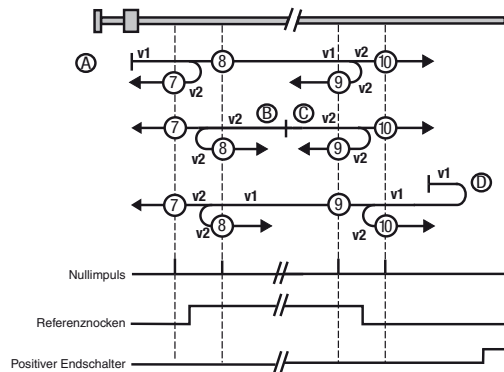 v1 8 v1 v2 10
A
7 v2 9 v2
7 v2 B C v2 10
v2 8 9 v2
v1 D
7 v2 v1 9 v1
v2 8 v2 10
Nullimpuls
Referenznocken
Positiver Endschalter